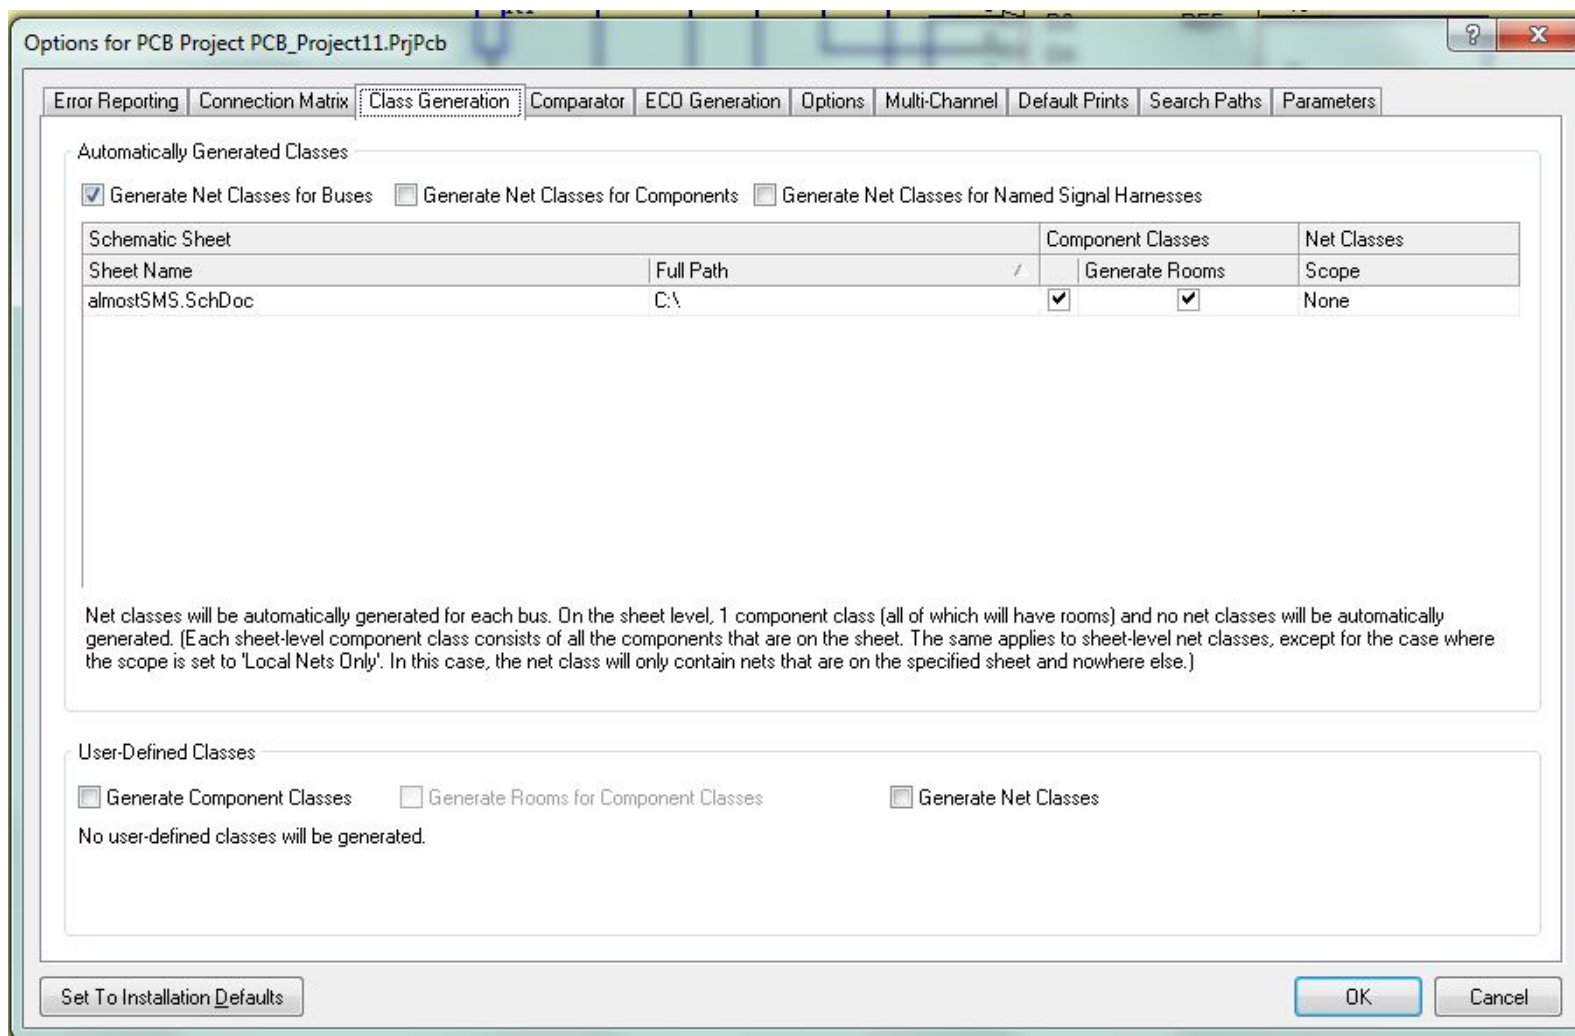 Options for PCB Project PCB_Project11.PrjPcb
Error Reporting Connection Matrix Class Generation Comparator ECO Generation Options Multi-Channel Default Prints Search Paths Parameters
Automatically Generated Classes
Generate Net Classes for Buses Generate Net Classes for Components Generate Net Classes for Named Signal Harnesses
Schematic Sheet Component Classes Net Classes
Sheet Name Full Path Generate Rooms Scope
almostSMS.SchDoc C:\ None
Net classes will be automatically generated for each bus. On the sheet level, 1 component class (all of which will have rooms) and no net classes will be automatically
generated. (Each sheet-level component class consists of all the components that are on the sheet. The same applies to sheet-level net classes, except for the case where
the scope is set to 'Local Nets Only'. In this case, the net class will only contain nets that are on the specified sheet and nowhere else.)
User-Defined Classes
Generate Component Classes Generate Rooms for Component Classes Generate Net Classes
No user-defined classes will be generated.
Set To Installation Defaults OK Cancel